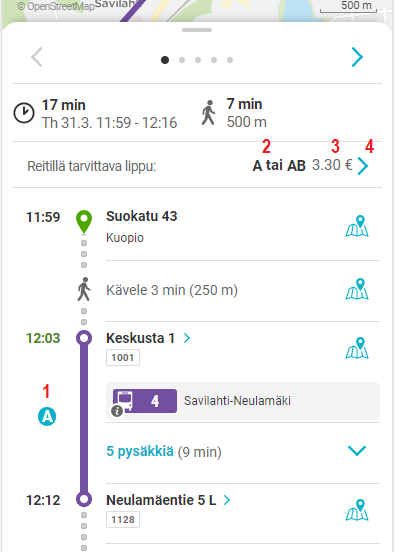 © OpenStreetMap
Savilahti
500 m
17 min
Th 31.3. 11:59 - 12:16
7 min
500 m
2 3 4
Reitillä tarvittava lippu: A tai AB 3.30 €
11:59 Suokatu 43
Kuopio
Kävele 3 min (250 m)
12:03 Keskusta 1
1001
1
A
i 4 Savilahti-Neulamäki
5 pysäkkiä (9 min)
12:12 Neulamäentie 5 L
1128